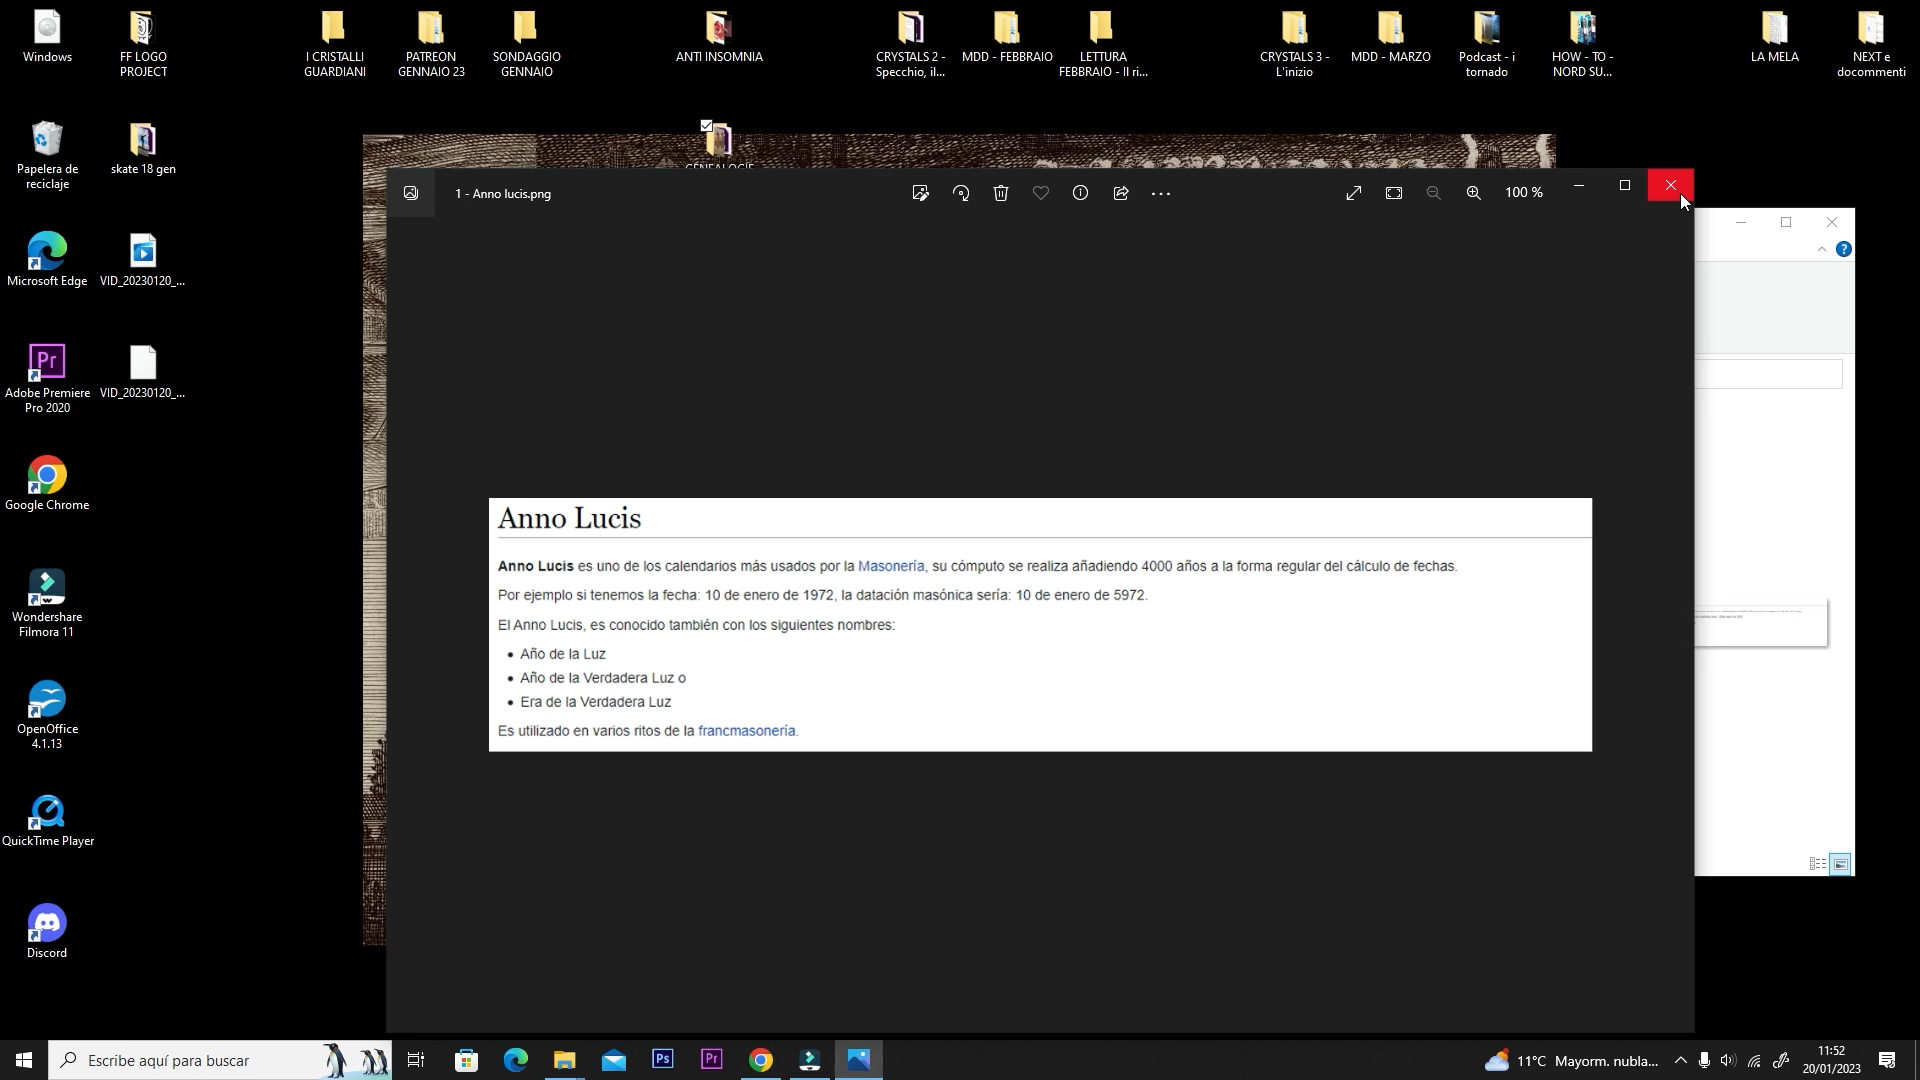 Windows
FF LOGO
PROJECT
I CRISTALLI
GUARDIANI
PATREON
GENNAIO 23
SONDAGGIO
GENNAIO
ANTI INSOMNIA
CRYSTALS 2 -
Specchio, il...
MDD - FEBBRAIO
LETTURA
FEBBRAIO - Il ri...
CRYSTALS 3 -
L'inizio
MDD - MARZO
Podcast - i
tornado
HOW - TO -
NORD SU...
LA MELA
NEXT e
docommenti
Papelera de
reciclaje
skate 18 gen
GENEALOGIE
1 - Anno lucis.png
100 %
Microsoft Edge
VID_20230120_...
Adobe Premiere
Pro 2020
VID_20230120_...
Google Chrome
Wondershare
Filmora 11
OpenOffice
4.1.13
QuickTime Player
Discord
Anno Lucis
Anno Lucis es uno de los calendarios más usados por la Masonería, su cómputo se realiza añadiendo 4000 años a la forma regular del cálculo de fechas.
Por ejemplo si tenemos la fecha: 10 de enero de 1972, la datación masónica sería: 10 de enero de 5972.
El Anno Lucis, es conocido también con los siguientes nombres:
• Año de la Luz
• Año de la Verdadera Luz o
• Era de la Verdadera Luz
Es utilizado en varios ritos de la francmasonería.
Escribe aquí para buscar
Ps
Pr
11°C Mayorm. nubla...
11:52
20/01/2023